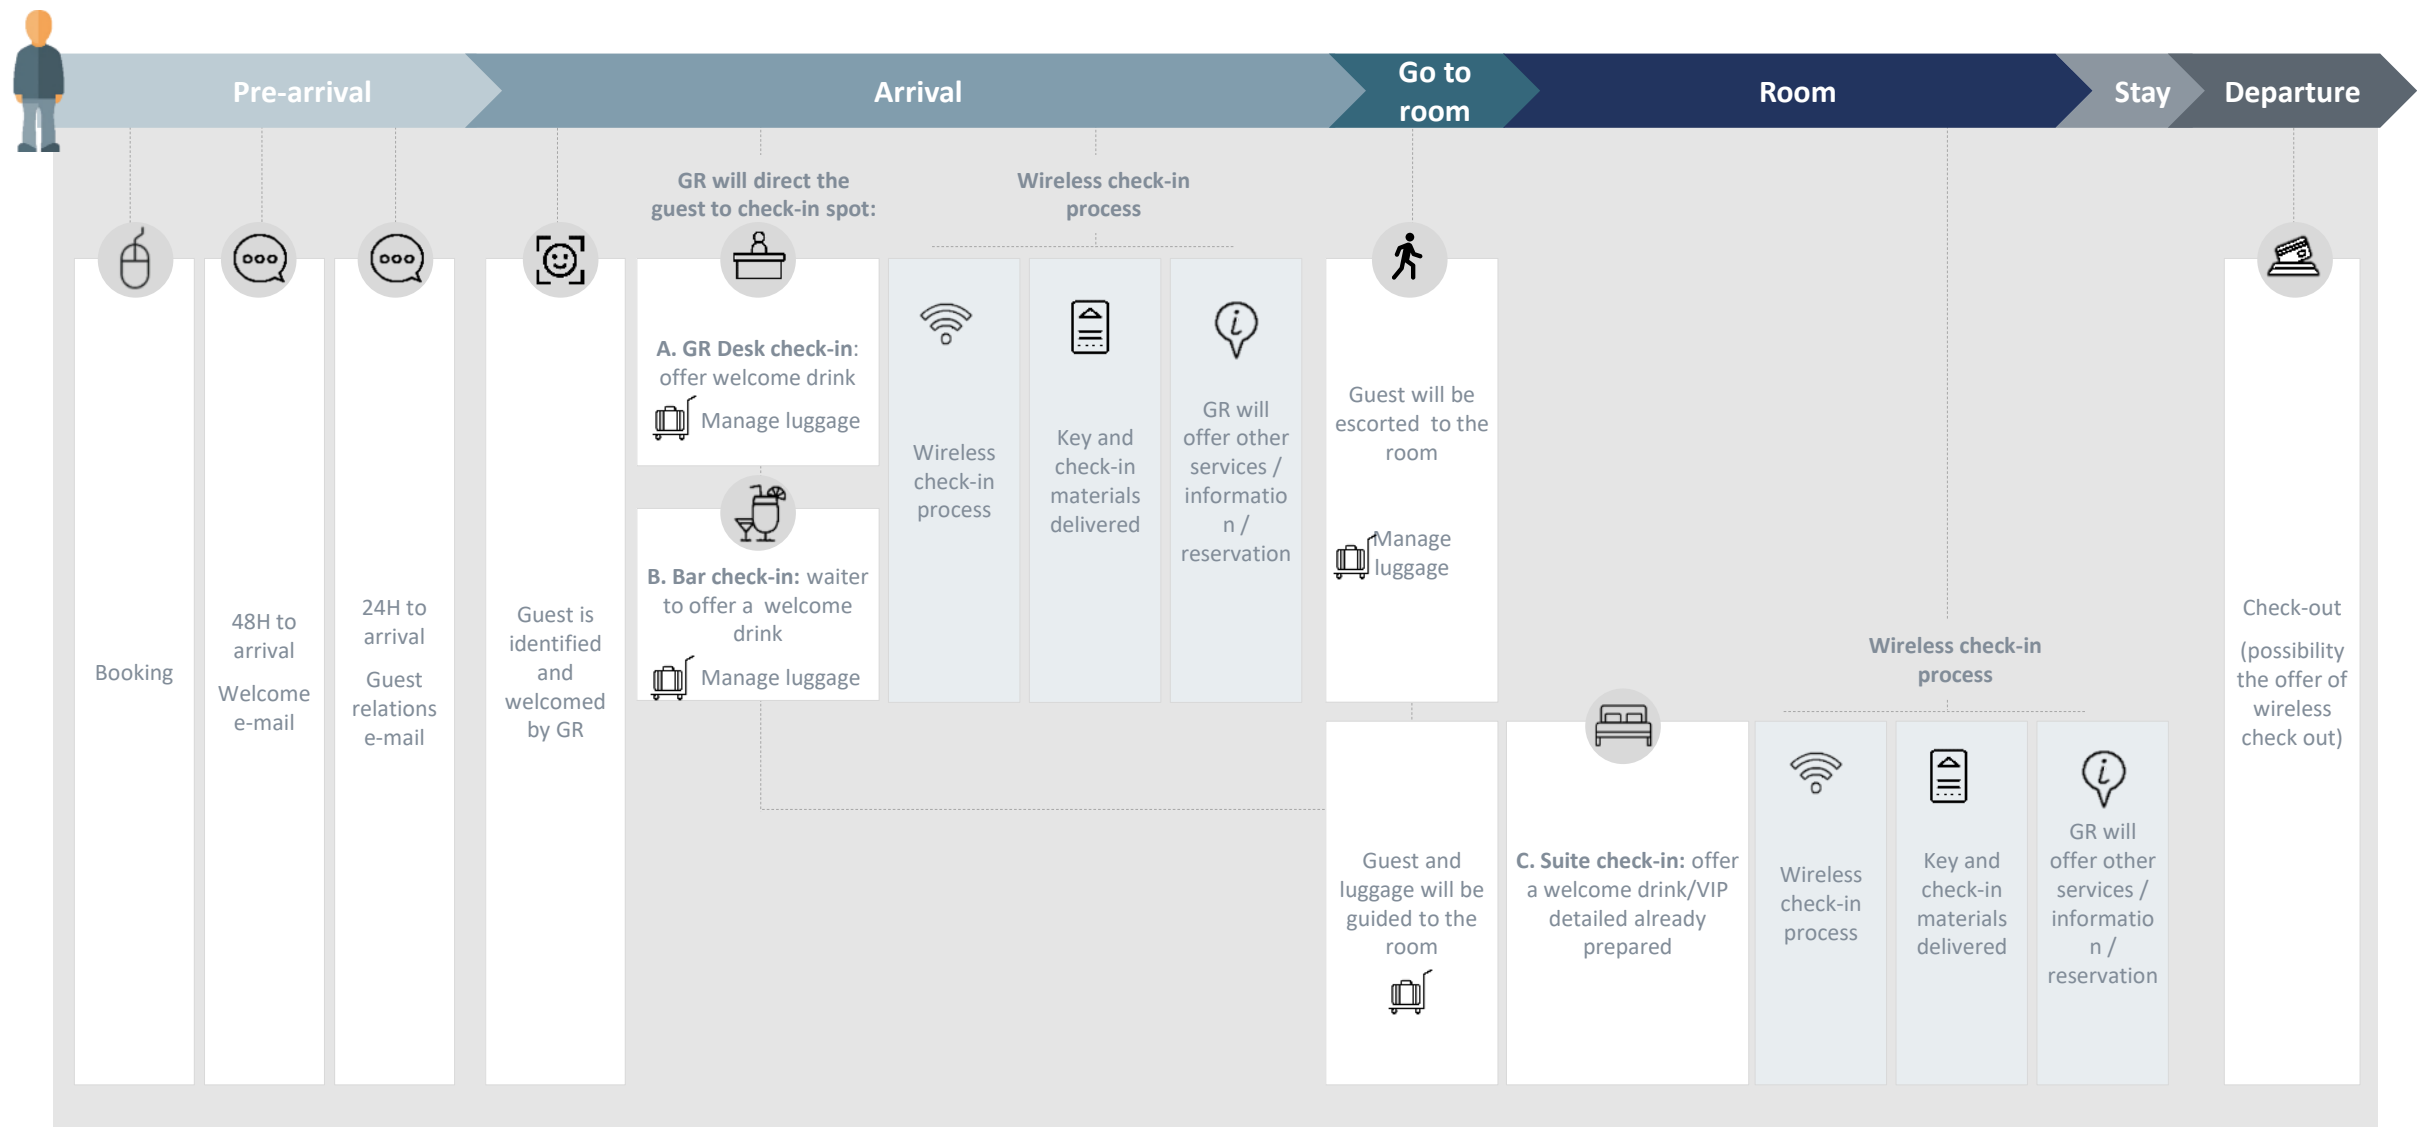 Pre-arrival
Arrival
Go to
room
Room
Stay
Departure
GR will direct the
guest to check-in spot:
Wireless check-in
process
Booking
48H to
arrival
Welcome
e-mail
24H to
arrival
Guest
relations
e-mail
Guest is
identified
and
welcomed
by GR
A. GR Desk check-in:
offer welcome drink
Manage luggage
B. Bar check-in: waiter
to offer a welcome
drink
Manage luggage
Wireless
check-in
process
Key and
check-in
materials
delivered
GR will
offer other
services /
informatio
n /
reservation
Guest will be
escorted to the
room
Manage
luggage
Guest and
luggage will be
guided to the
room
C. Suite check-in: offer
a welcome drink/VIP
detailed already
prepared
Wireless check-in
process
Wireless
check-in
process
Key and
check-in
materials
delivered
GR will
offer other
services /
informatio
n /
reservation
Check-out
(possibility
the offer of
wireless
check out)